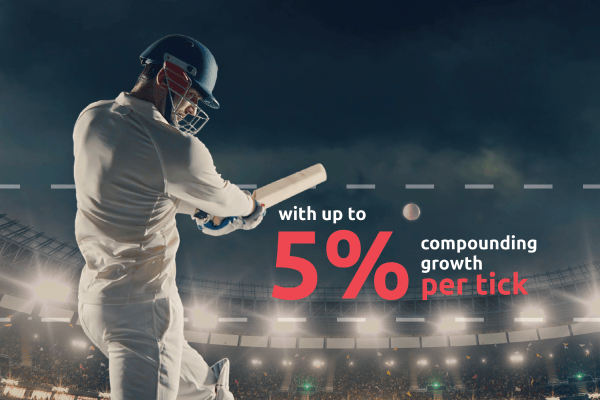 with up to
5%
compounding
growth
per tick